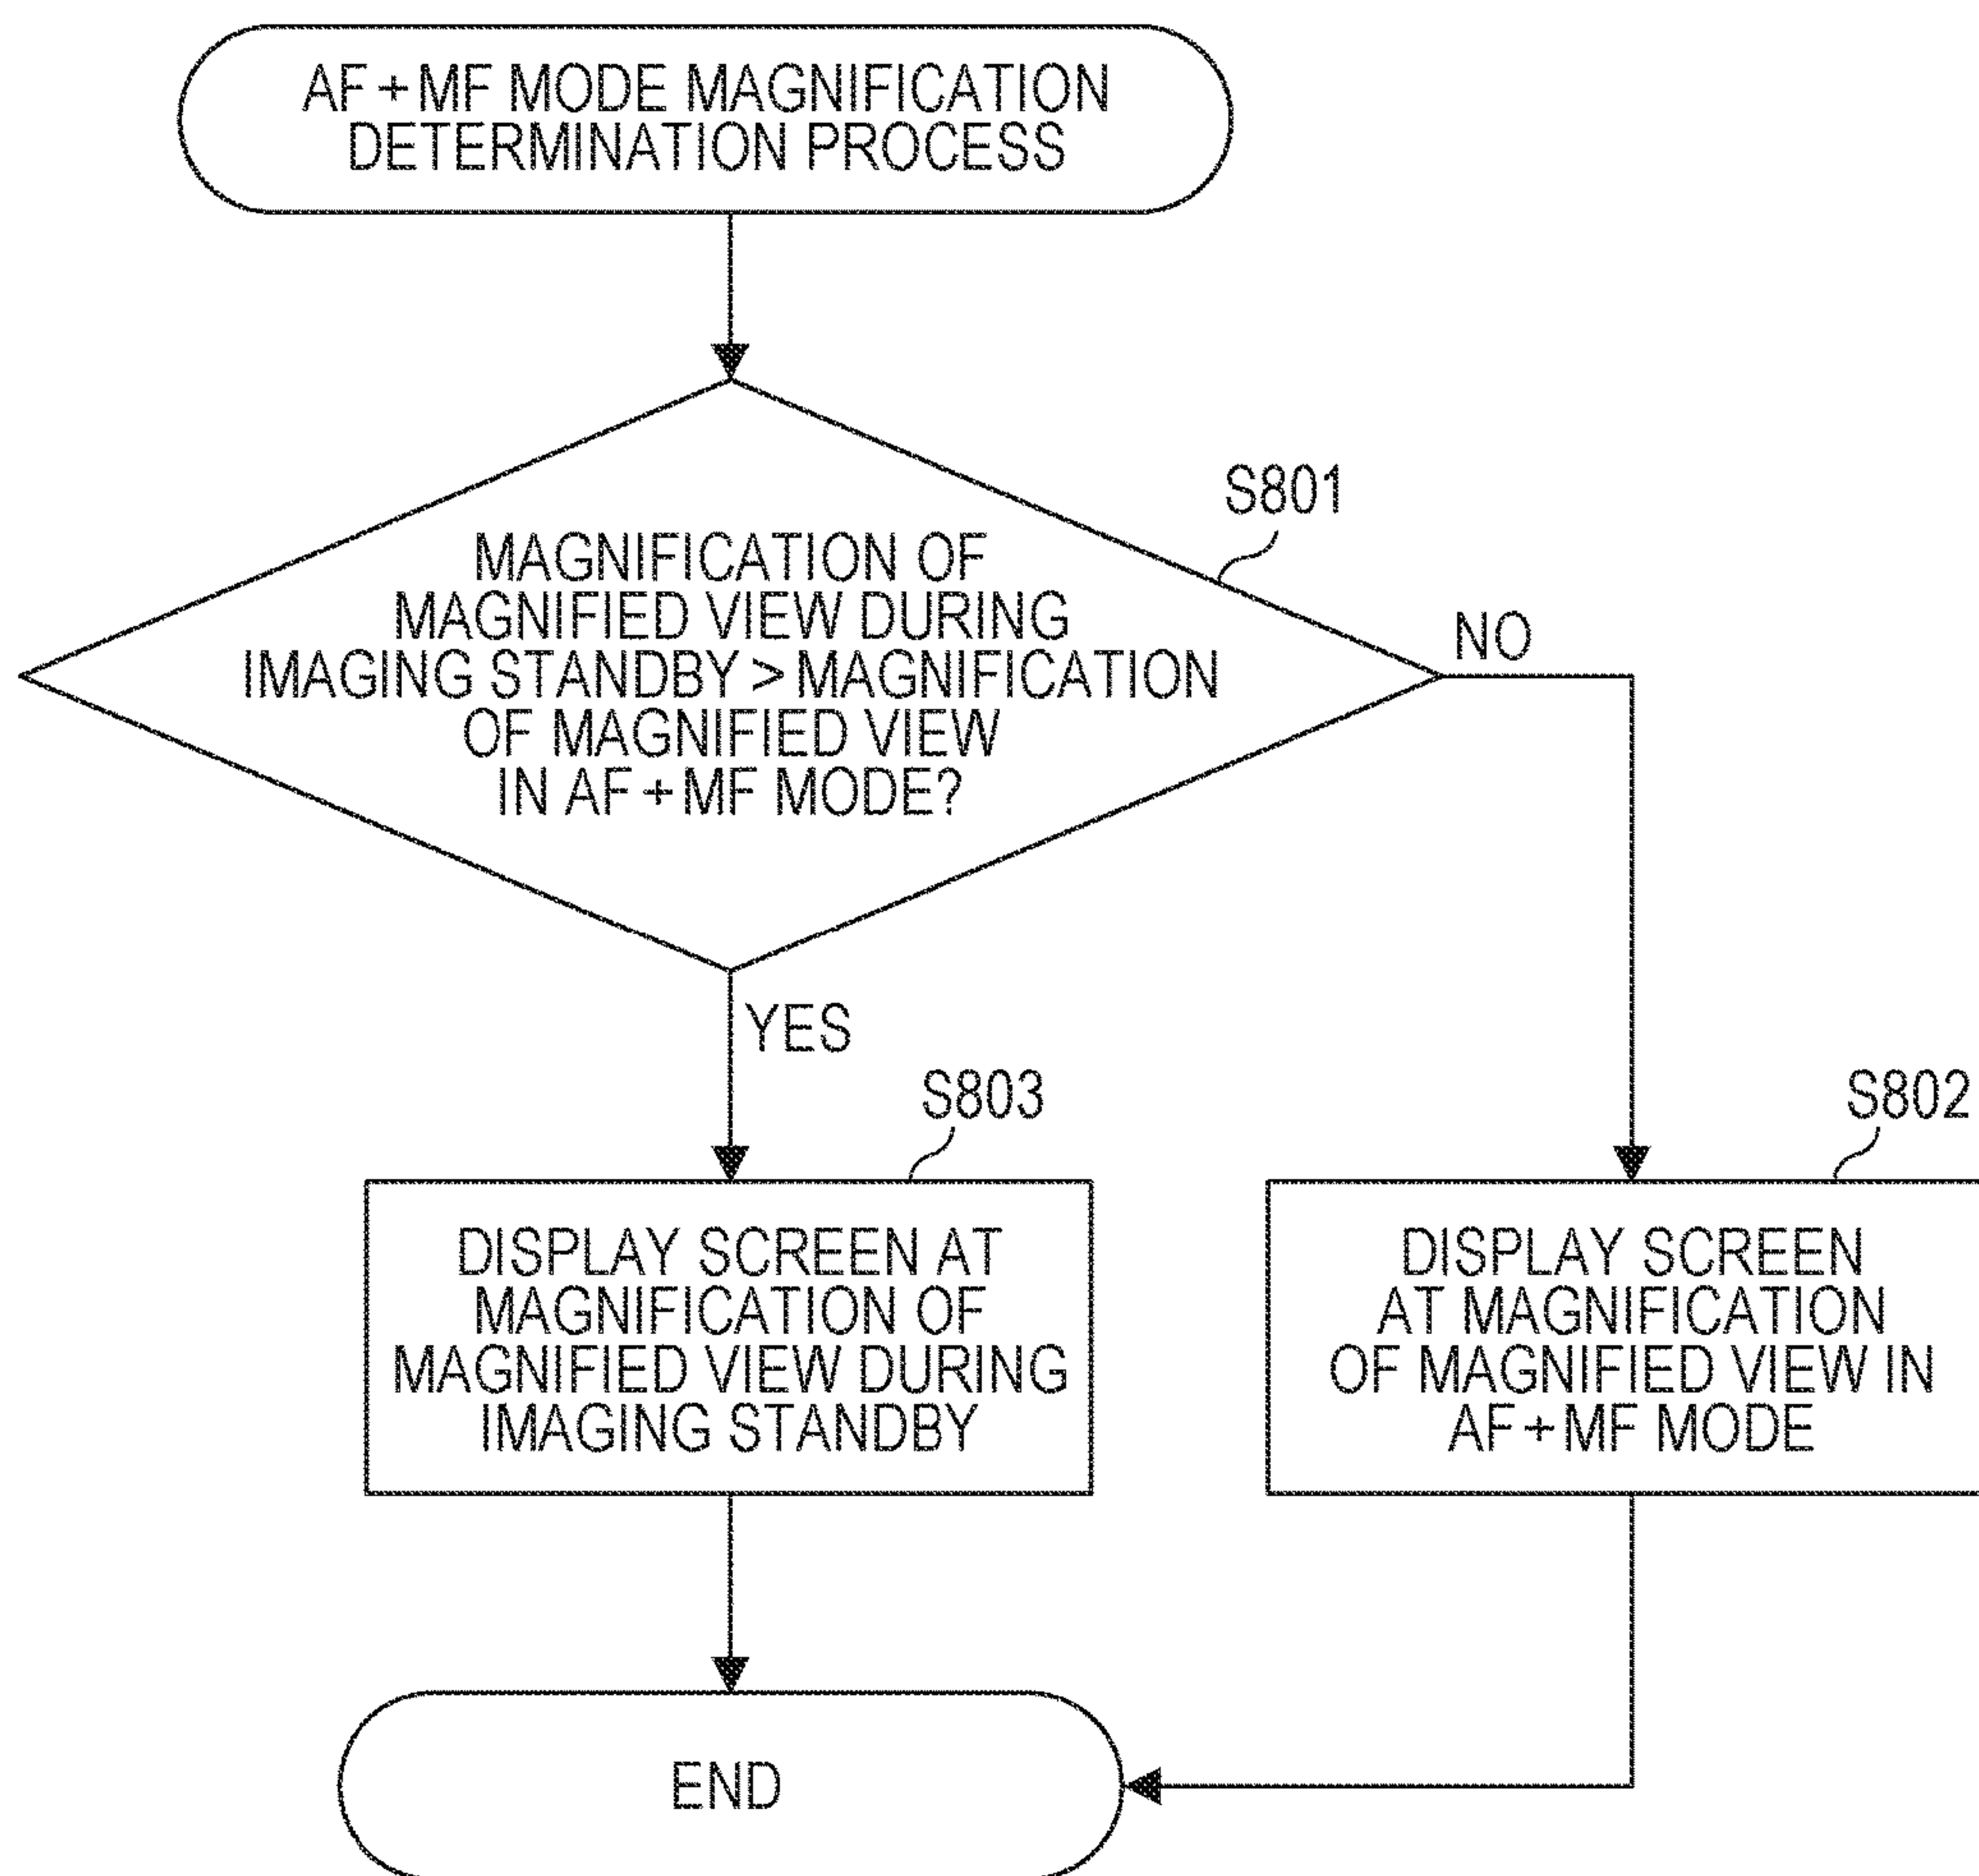 AF+MF MODE MAGNIFICATION
DETERMINATION PROCESS
S801
MAGNIFICATION OF
MAGNIFIED VIEW DURING
IMAGING STANDBY > MAGNIFICATION
OF MAGNIFIED VIEW
IN AF+MF MODE?
NO
YES
S803
DISPLAY SCREEN AT
MAGNIFICATION OF
MAGNIFIED VIEW DURING
IMAGING STANDBY
S802
DISPLAY SCREEN
AT MAGNIFICATION
OF MAGNIFIED VIEW IN
AF+MF MODE
END